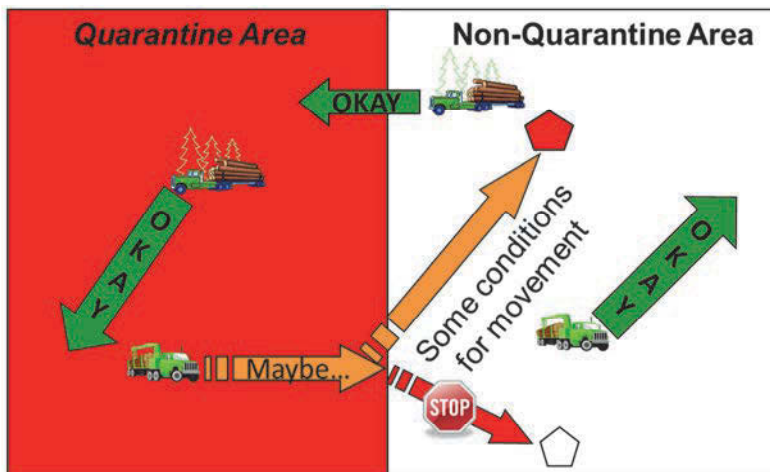 Quarantine Area
Non-Quarantine Area
OKAY
OKAY
Some conditions
for movement
OKAY
Maybe...
STOP